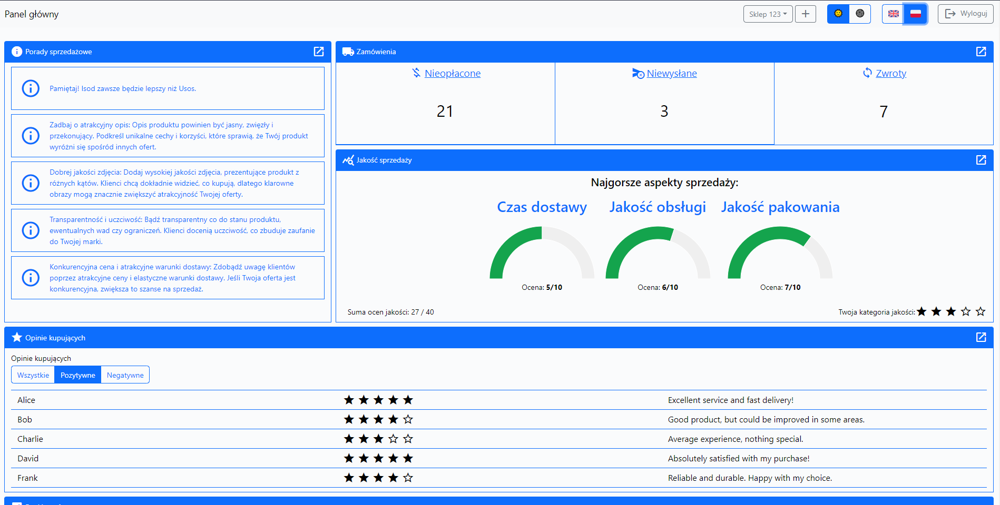 Panel główny
Sklep 123
Wyloguj
Porady sprzedażowe
Pamiętaj! Isod zawsze będzie lepszy niż Usos.
Zadbaj o atrakcyjny opis: Opis produktu powinien być jasny, zwięzły i
przekonujący. Podkreśl unikalne cechy i korzyści, które sprawią, że Twój produkt
wyróżni się spośród innych ofert.
Dobrej jakości zdjęcia: Dodaj wysokiej jakości zdjęcia, prezentujące produkt z
różnych kątów. Klienci chcą dokładnie widzieć, co kupują, dlatego klarowne
obrazy mogą znacznie zwiększyć atrakcyjność Twojej oferty.
Transparentność i uczciwość: Bądź transparentny co do stanu produktu,
ewentualnych wad czy ograniczeń. Klienci docenią uczciwość, co zbuduje zaufanie
do Twojej marki.
Konkurencyjna cena i atrakcyjne warunki dostawy: Zdobądź uwagę klientów
poprzez atrakcyjne ceny i elastyczne warunki dostawy. Jeśli Twoja oferta jest
konkurencyjna, zwiększa to szanse na sprzedaż.
Zamówienia
Nieopłacone
21
Niewysłane
3
Zwroty
7
Jakość sprzedaży
Najgorsze aspekty sprzedaży:
Czas dostawy
Ocena: 5/10
Jakość obsługi
Ocena: 6/10
Jakość pakowania
Ocena: 7/10
Suma ocen jakości: 27 / 40
Twoja kategoria jakości:
Opinie kupujących
Opinie kupujących
Wszystkie
Pozytywne
Negatywne
Alice
Excellent service and fast delivery!
Bob
Good product, but could be improved in some areas.
Charlie
Average experience, nothing special.
David
Absolutely satisfied with my purchase!
Frank
Reliable and durable. Happy with my choice.